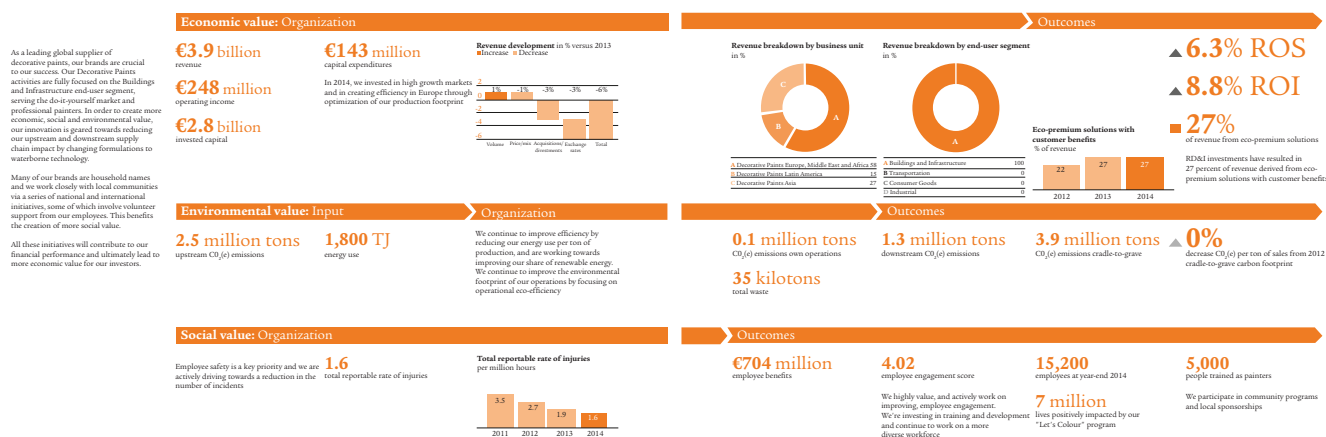 As a leading global supplier of
decorative paints, our brands are crucial
to our success. Our Decorative Paints
activities are fully focused on the Buildings
and Infrastructure end-user segment,
serving the do-it-yourself market and
professional painters. In order to create more
economic, social and environmental value,
our innovation is geared towards reducing
our upstream and downstream supply
chain impact by changing formulations to
waterborne technology.
Many of our brands are household names
and we work closely with local communities
via a series of national and international
initiatives, some of which involve volunteer
support from our employees. This benefits
the creation of more social value.
All these initiatives will contribute to our
financial performance and ultimately lead to
more economic value for our investors.
Economic value: Organization
€3.9 billion
revenue
€248 million
operating income
€2.8 billion
invested capital
€143 million
capital expenditures
In 2014, we invested in high growth markets
and in creating efficiency in Europe through
optimization of our production footprint
Revenue development in % versus 2013
Increase Decrease
2
0
-2
-4
-6
1% -1% -3% -3% -6%
Volume Price/mix Acquisitions/divestments Exchange rates Total
Outcomes
Revenue breakdown by business unit
in %
C
B
A
A Decorative Paints Europe, Middle East and Africa 58
B Decorative Paints Latin America 15
C Decorative Paints Asia 27
Revenue breakdown by end-user segment
in %
A
A Buildings and Infrastructure 100
B Transportation 0
C Consumer Goods 0
D Industrial 0
Eco-premium solutions with
customer benefits
% of revenue
22 27 27
2012 2013 2014
6.3% ROS
8.8% ROI
27%
of revenue from eco-premium solutions
RD&I investments have resulted in
27 percent of revenue derived from eco-
premium solutions with customer benefits
Environmental value: Input
2.5 million tons
upstream C0₂(e) emissions
1,800 TJ
energy use
Organization
We continue to improve efficiency by
reducing our energy use per ton of
production, and are working towards
improving our share of renewable energy.
We continue to improve the environmental
footprint of our operations by focusing on
operational eco-efficiency
Outcomes
0.1 million tons
C0₂(e) emissions own operations
35 kilotons
total waste
1.3 million tons
downstream C0₂(e) emissions
3.9 million tons
C0₂(e) emissions cradle-to-grave
0%
decrease C0₂(e) per ton of sales from 2012
cradle-to-grave carbon footprint
Social value: Organization
Employee safety is a key priority and we are
actively driving towards a reduction in the
number of incidents
1.6
total reportable rate of injuries
Total reportable rate of injuries
per million hours
3.5 2.7 1.9 1.6
2011 2012 2013 2014
Outcomes
€704 million
employee benefits
4.02
employee engagement score
We highly value, and actively work on
improving, employee engagement.
We're investing in training and development
and continue to work on a more
diverse workforce
15,200
employees at year-end 2014
7 million
lives positively impacted by our
"Let's Colour" program
5,000
people trained as painters
We participate in community programs
and local sponsorships